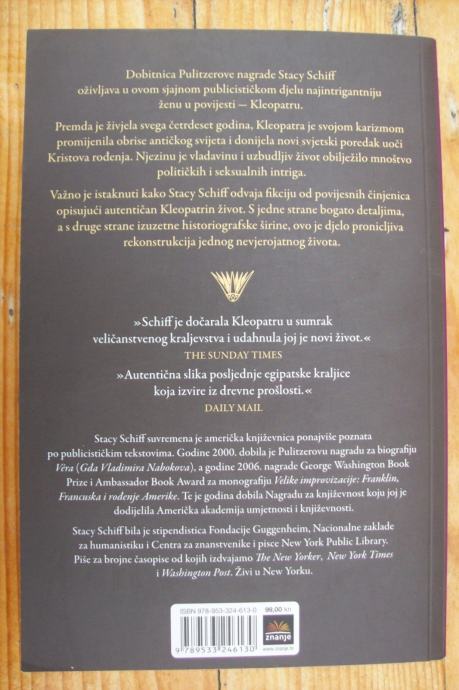 Dobitnica Pulitzerove nagrade Stacy Schiff
oživljava u ovom sjajnom publicističkom djelu najintrigantniju
ženu u povijesti – Kleopatru.
Premda je živjela svega četrdeset godina, Kleopatra je svojom karizmom
promijenila obrise antičkog svijeta i donijela novi svjetski poredak uoči
Kristova rođenja. Njezinu je vladavinu i uzbudljiv život obilježilo mnoštvo
političkih i seksualnih intriga.
Važno je istaknuti kako Stacy Schiff odvaja fikciju od povijesnih činjenica
opisujući autentičan Kleopatrin život. S jedne strane bogato detaljima,
a s druge strane izuzetne historiografske širine, ovo je djelo pronicljiva
rekonstrukcija jednog nevjerojatnog života.
»Schiff je dočarala Kleopatru u sumrak
veličanstvenog kraljevstva i udahnula joj je novi život.«
THE SUNDAY TIMES
»Autentična slika posljednje egipatske kraljice
koja izvire iz drevne prošlosti.«
DAILY MAIL
Stacy Schiff suvremena je američka književnica ponajviše poznata
po publicističkim tekstovima. Godine 2000. dobila je Pulitzerovu nagradu za biografiju
Véra (Gđa Vladimira Nabokova), a godine 2006. nagrade George Washington Book
Prize i Ambassador Book Award za monografiju Velike improvizacije: Franklin,
Francuska i rođenje Amerike. Te je godina dobila Nagradu za književnost koju joj je
dodijelila Američka akademija umjetnosti i književnosti.
Stacy Schiff bila je stipendistica Fondacije Guggenheim, Nacionalne zaklade
za humanistiku i Centra za znanstvenike i pisce New York Public Library.
Piše za brojne časopise od kojih izdvajamo The New Yorker, New York Times
i Washington Post. Živi u New Yorku.
ISBN 978-953-324-613-0 99,00 kn
9 789533 246130
znanje
www.znanje.hr